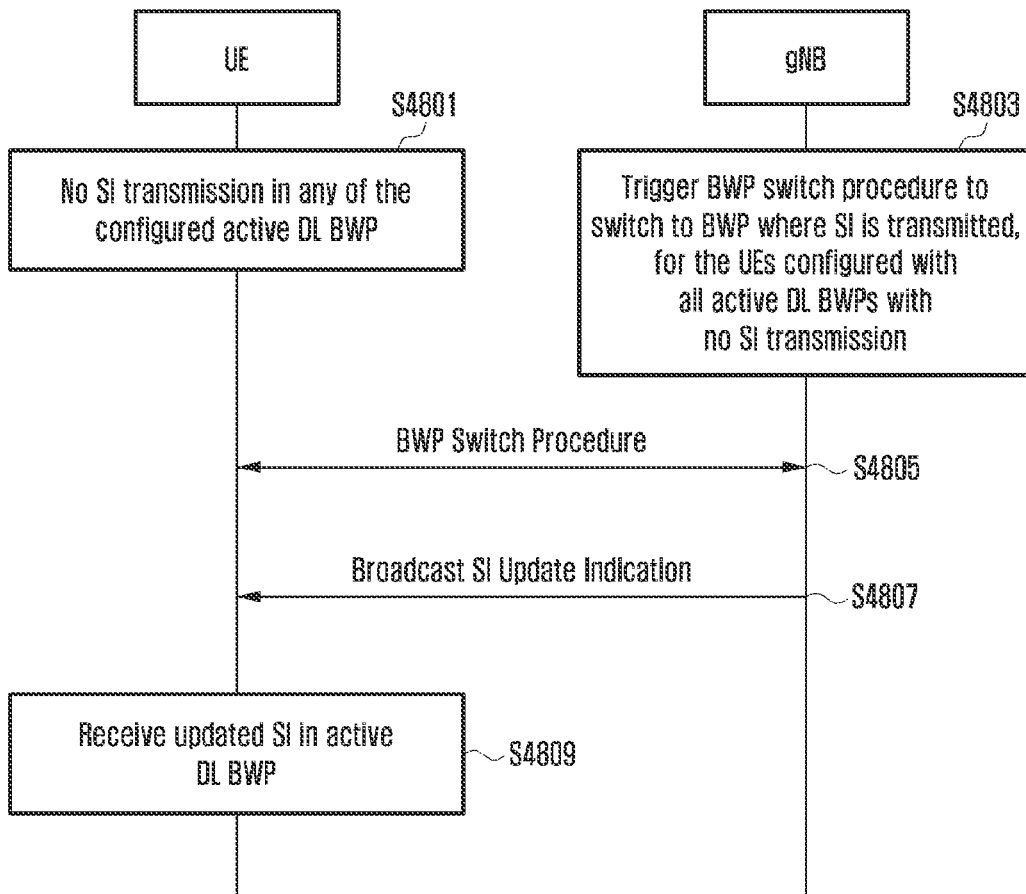 UE
gNB
S4801
S4803
No SI transmission in any of the
configured active DL BWP
Trigger BWP switch procedure to
switch to BWP where SI is transmitted,
for the UEs configured with
all active DL BWPs with
no SI transmission
BWP Switch Procedure
S4805
Broadcast SI Update Indication
S4807
Receive updated SI in active
DL BWP
S4809